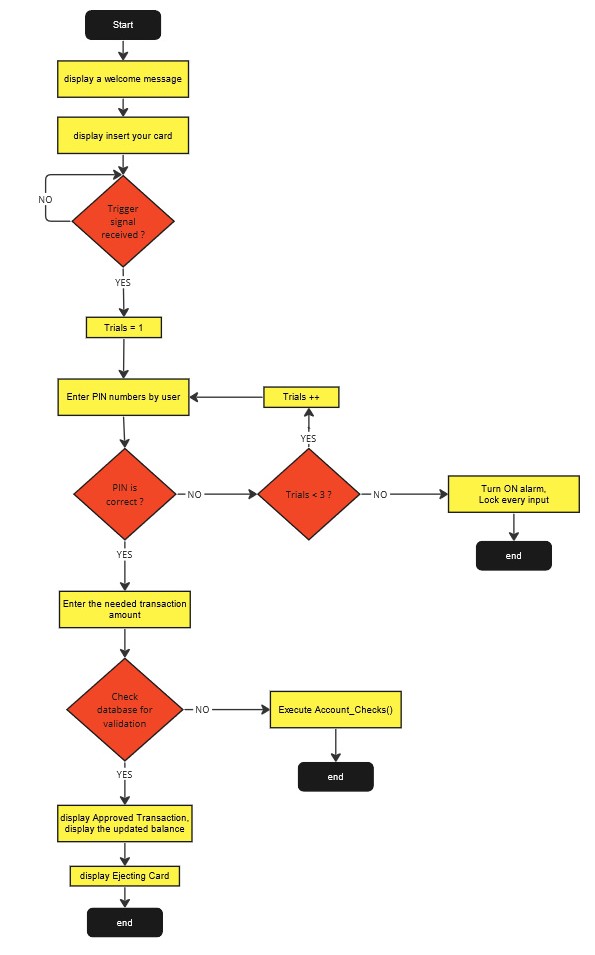 Start
display a welcome message
display insert your card
NO
Trigger
signal
received ?
YES
Trials = 1
Enter PIN numbers by user
Trials ++
YES
PIN is
correct ?
NO
Trials < 3 ?
NO
Turn ON alarm,
Lock every input
end
YES
Enter the needed transaction
amount
Check
database for
validation
NO
Execute Account_Checks()
end
YES
display Approved Transaction,
display the updated balance
display Ejecting Card
end